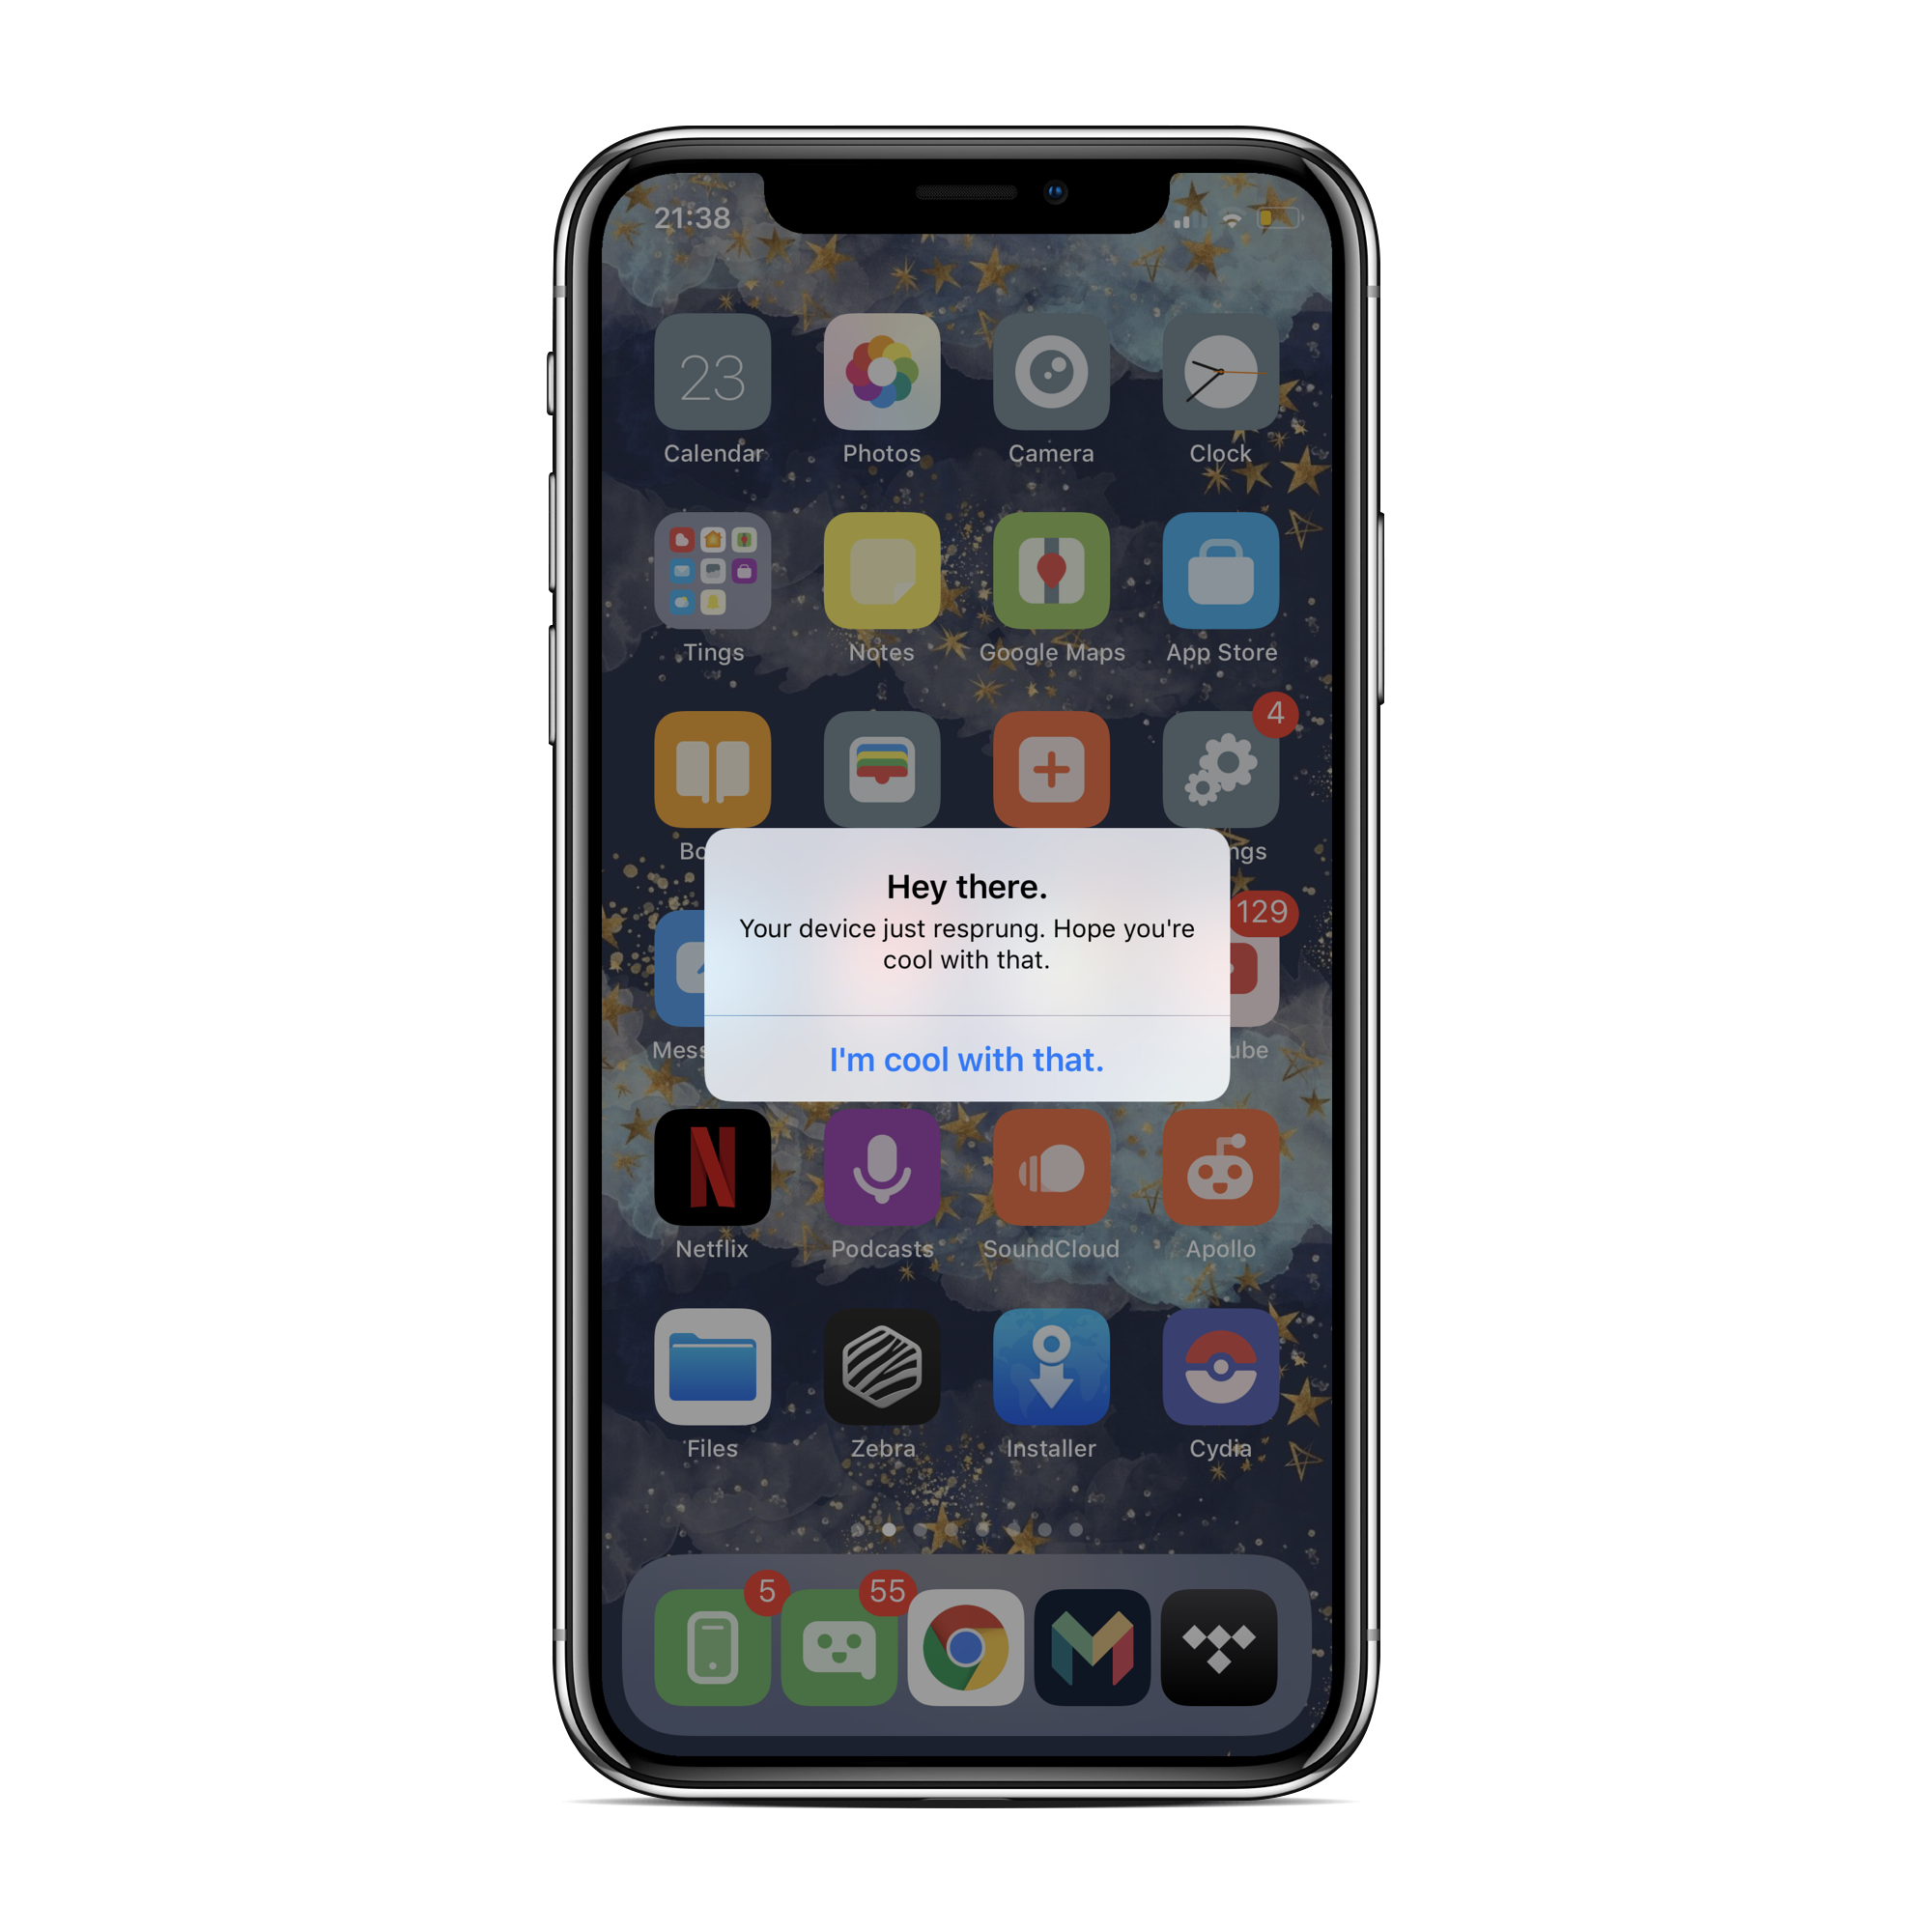 21:38
23
Calendar Photos Camera Clock
Tings Notes Google Maps App Store
4
Bo ngs
Hey there.
Your device just resprung. Hope you're
cool with that.
I'm cool with that.
129
Mess ube
Netflix Podcasts SoundCloud Apollo
Files Zebra Installer Cydia
5 55